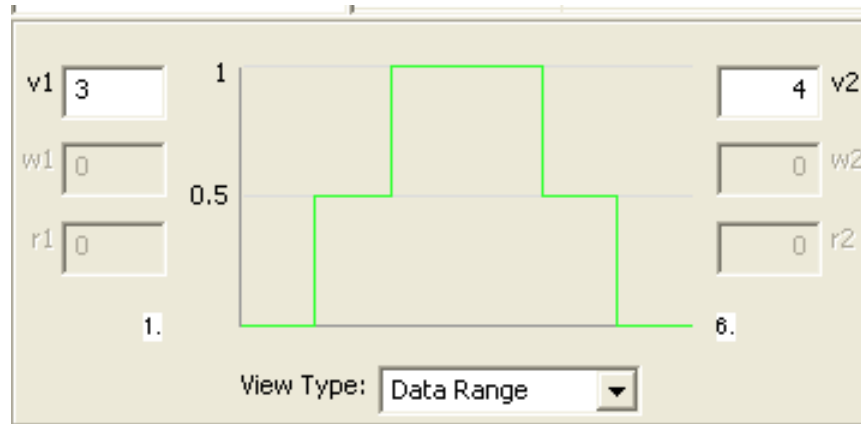 v1 3 1 4 v2
w1 0 0 w2
0.5
r1 0 0 r2
1. 6.
View Type: Data Range